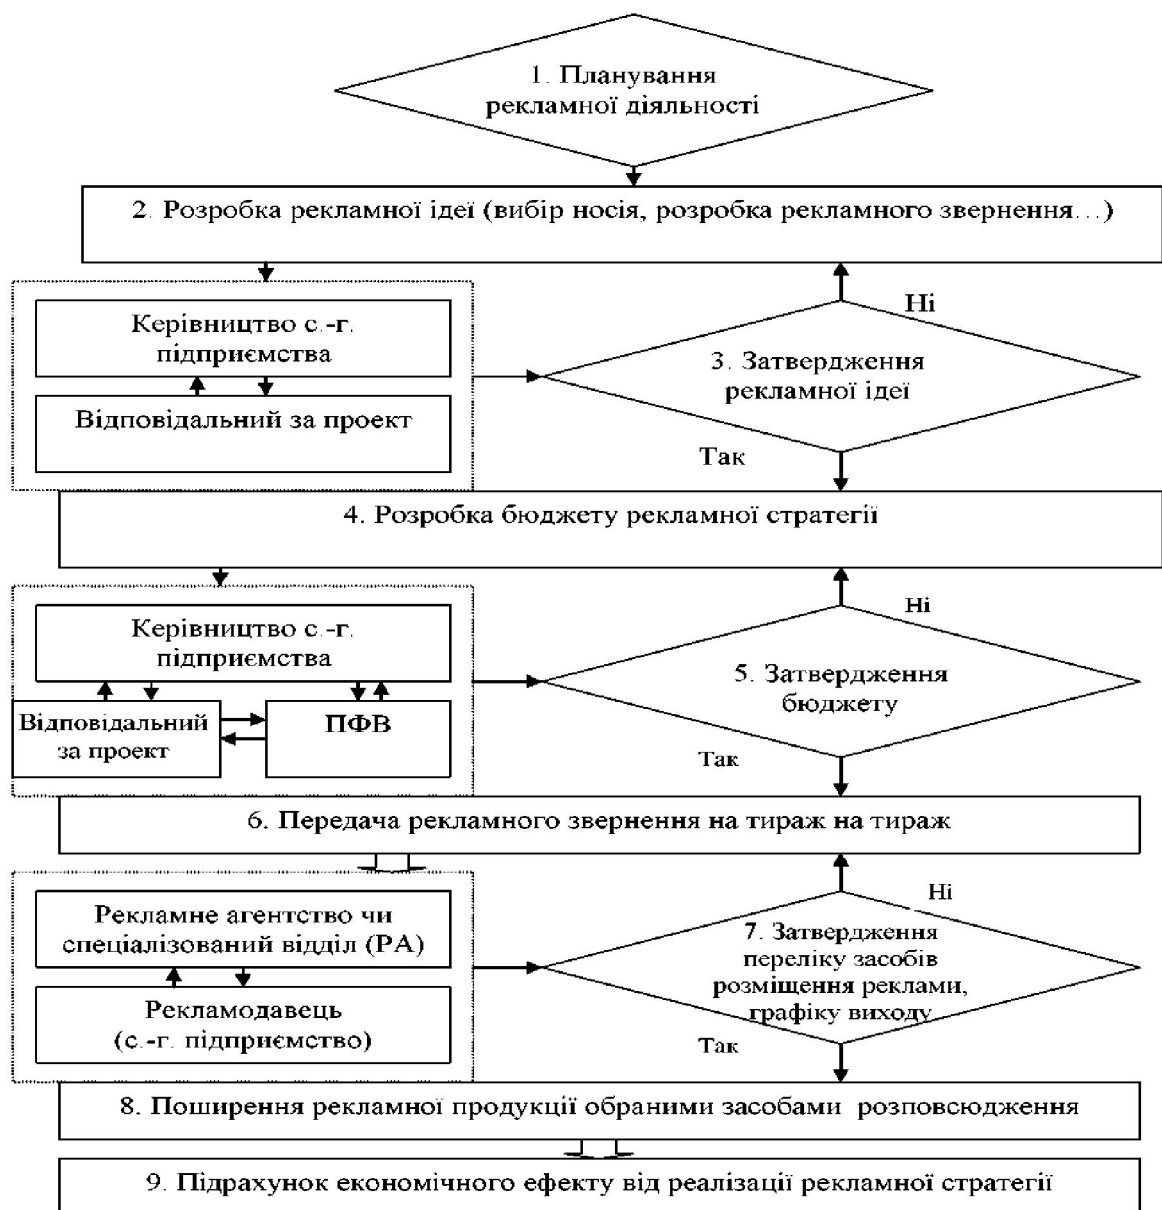 1. Планування
рекламної діяльності
2. Розробка рекламної ідеї (вибір носія, розробка рекламного звернення…)
Керівництво с.-г.
підприємства
Відповідальний за проект
Ні
3. Затвердження
рекламної ідеї
Так
4. Розробка бюджету рекламної стратегії
Керівництво с.-г.
підприємства
Відповідальний
за проект
ПФВ
Ні
5. Затвердження
бюджету
Так
6. Передача рекламного звернення на тираж на тираж
Рекламне агентство чи
спеціалізований відділ (РА)
Рекламодавець
(с.-г. підприємство)
Ні
7. Затвердження
переліку засобів
розміщення реклами,
графіку виходу
Так
8. Поширення рекламної продукції обраними засобами розповсюдження
9. Підрахунок економічного ефекту від реалізації рекламної стратегії